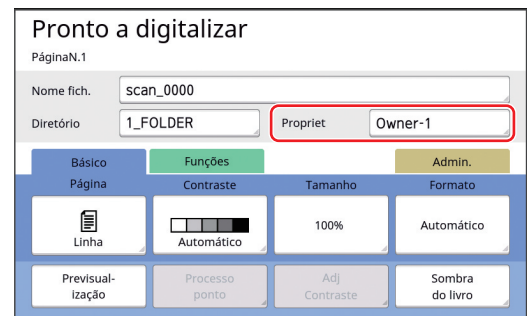 Pronto a digitalizar
PáginaN.1
Nome fich. scan_0000
Diretório 1_FOLDER Propriet Owner-1
Básico Funções Admin.
Página Contraste Tamanho Formato
Linha Automático 100% Automático
Previsual-
ização
Processo
ponto
Adj
Contraste
Sombra
do livro